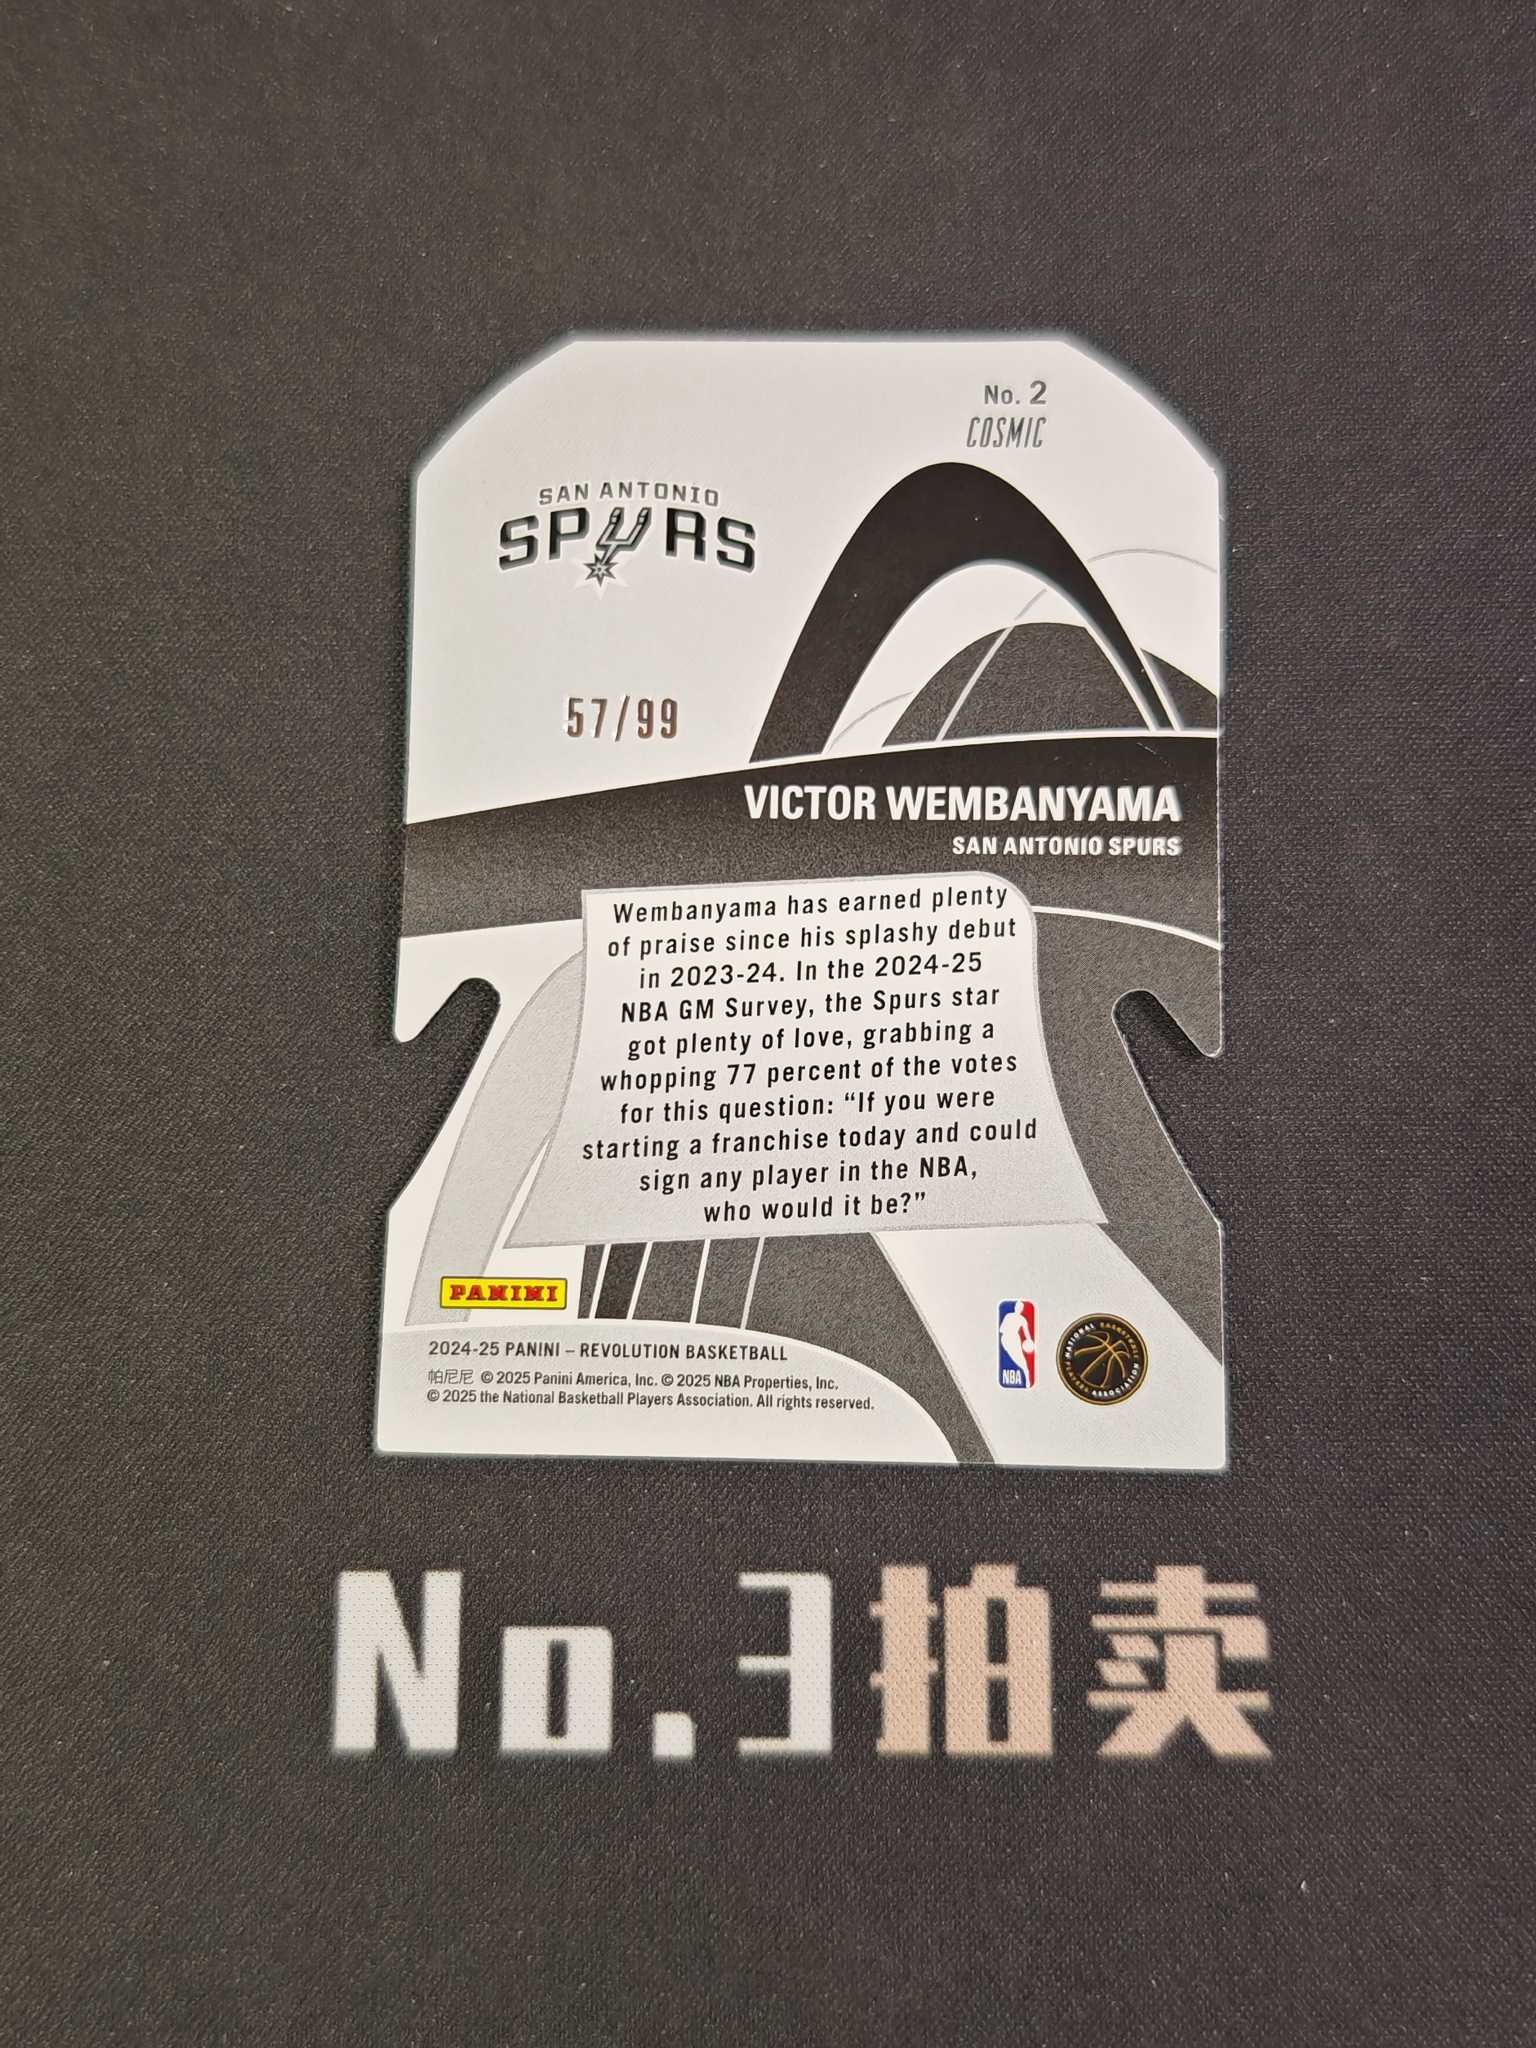 No. 2
COSMIC
SAN ANTONIO
SPURS
57/99
VICTOR WEMBANYAMA
SAN ANTONIO SPURS
Wembanyama has earned plenty
of praise since his splashy debut
in 2023-24. In the 2024-25
NBA GM Survey, the Spurs star
got plenty of love, grabbing a
whopping 77 percent of the votes
for this question: “If you were
starting a franchise today and could
sign any player in the NBA,
who would it be?”
PANINI
NBA
NATIONAL BASKETBALL
PLAYERS ASSOCIATION
2024-25 PANINI – REVOLUTION BASKETBALL
帕尼尼 © 2025 Panini America, Inc. © 2025 NBA Properties, Inc.
© 2025 the National Basketball Players Association. All rights reserved.
No.3拍卖